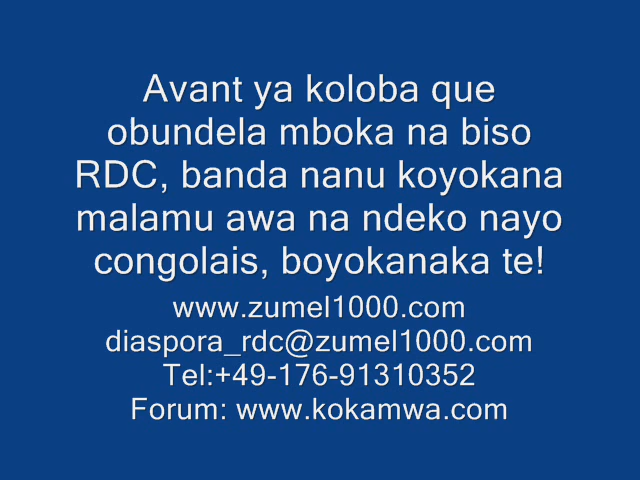 Avant ya koloba que
obundela mboka na biso
RDC, banda nanu koyokana
malamu awa na ndeko nayo
congolais, boyokanaka te!
www.zumel1000.com
diaspora_rdc@zumel1000.com
Tel:+49-176-91310352
Forum: www.kokamwa.com